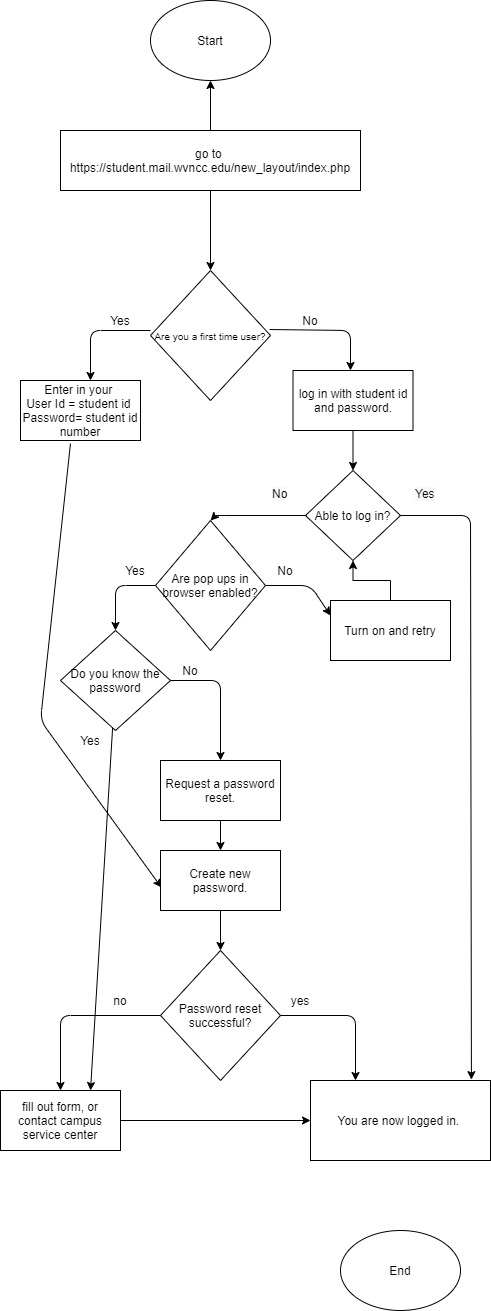 Start
go to
https://student.mail.wvncc.edu/new_layout/index.php
Are you a first time user?
Yes
No
Enter in your
User Id = student id
Password= student id
number
log in with student id
and password.
Able to log in?
No
Yes
Are pop ups in
browser enabled?
Yes
No
Turn on and retry
Do you know the
password
No
Yes
Request a password
reset.
Create new
password.
Password reset
successful?
no
yes
fill out form, or
contact campus
service center
You are now logged in.
End